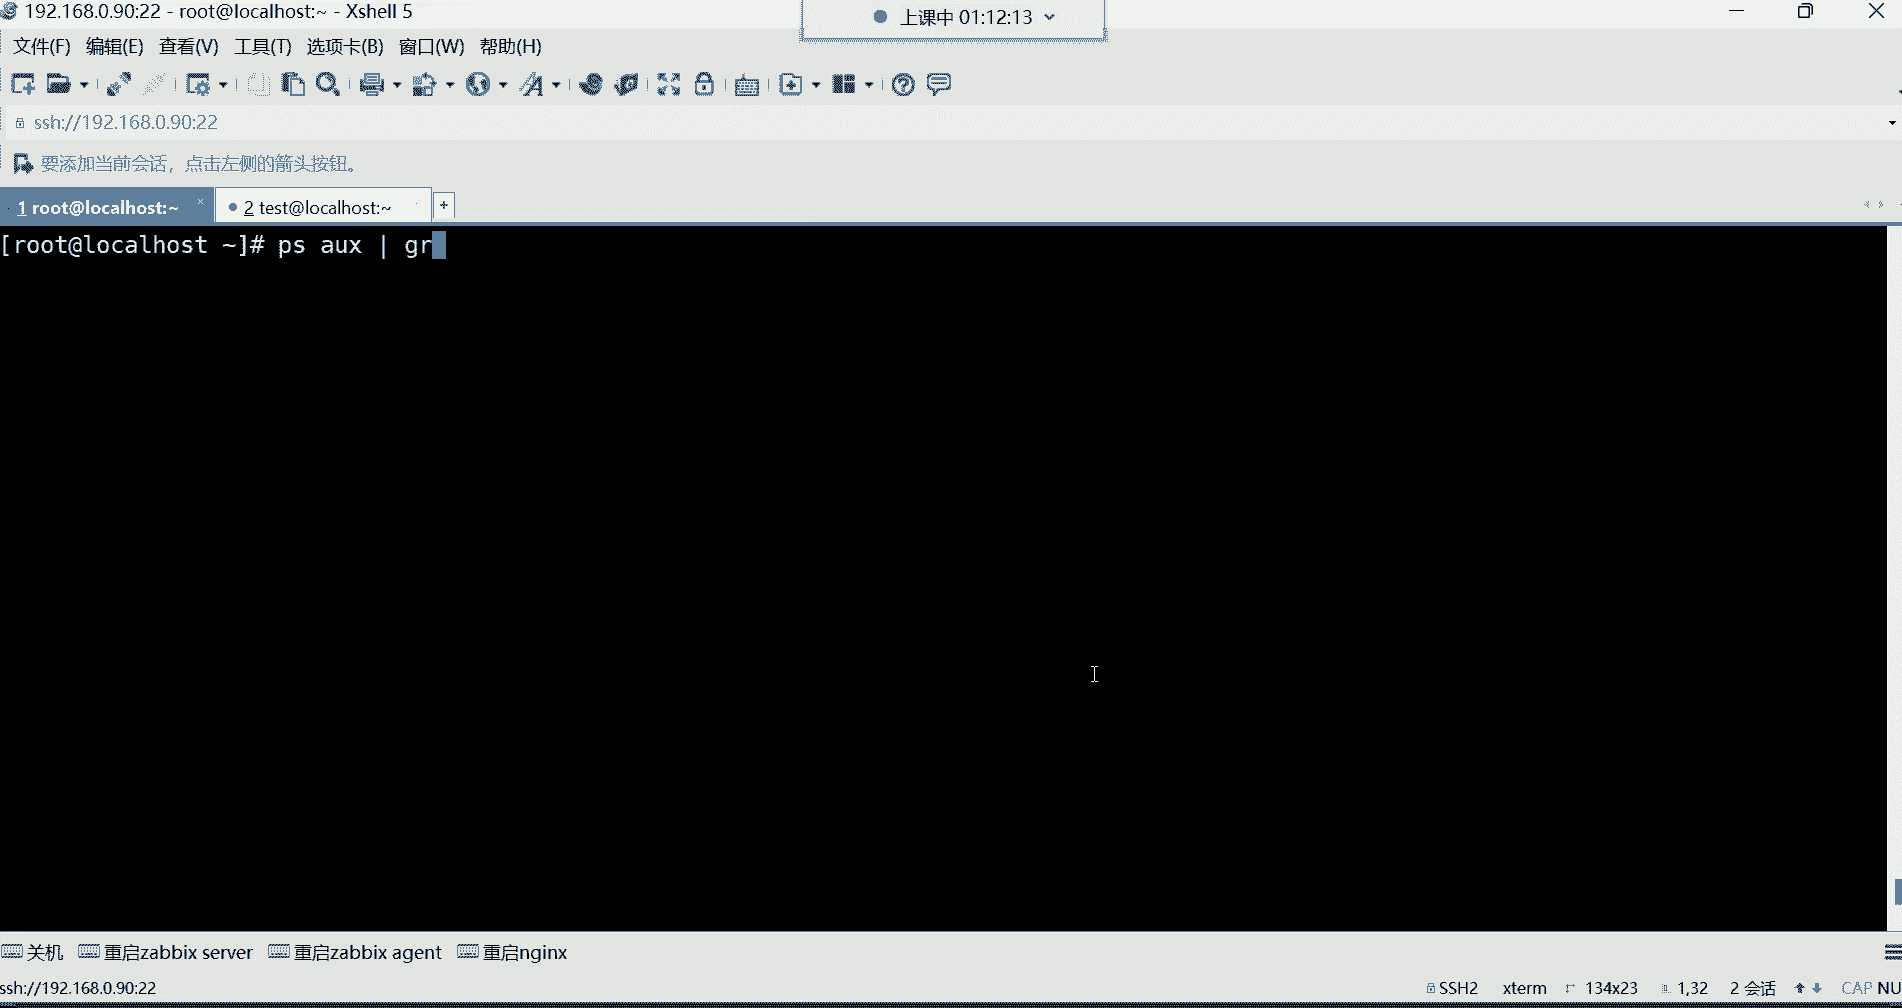 192.168.0.90:22 - root@localhost:~ - Xshell 5
上课中 01:12:13
文件(F) 编辑(E) 查看(V) 工具(T) 选项卡(B) 窗口(W) 帮助(H)
ssh://192.168.0.90:22
要添加当前会话，点击左侧的箭头按钮。
1 root@localhost:~ × 2 test@localhost:~ +
[root@localhost ~]# ps aux | gr
关机 重启zabbix server 重启zabbix agent 重启nginx
ssh://192.168.0.90:22 SSH2 xterm 134x23 1,32 2 会话 CAP NU